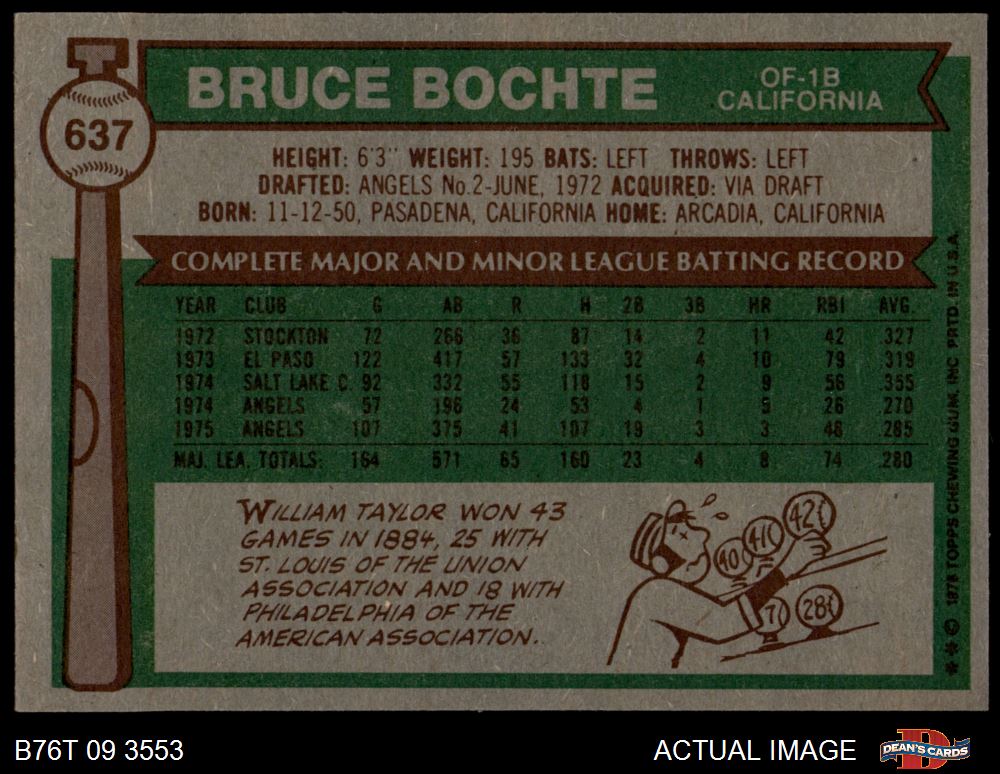 BRUCE BOCHTE
OF-1B
CALIFORNIA
637
HEIGHT: 6'3" WEIGHT: 195 BATS: LEFT THROWS: LEFT
DRAFTED: ANGELS No.2-JUNE, 1972 ACQUIRED: VIA DRAFT
BORN: 11-12-50, PASADENA, CALIFORNIA HOME: ARCADIA, CALIFORNIA
COMPLETE MAJOR AND MINOR LEAGUE BATTING RECORD
YEAR CLUB G AB R H 2B 3B HR RBI AVG.
1972 STOCKTON 72 266 36 87 14 2 11 42 .327
1973 EL PASO 122 417 57 133 32 4 10 79 .319
1974 SALT LAKE C. 92 332 55 118 15 2 9 56 .355
1974 ANGELS 57 196 24 53 4 1 5 26 .270
1975 ANGELS 107 375 41 107 19 3 3 48 .285
MAJ. LEA. TOTALS: 164 571 65 160 23 4 8 74 .280
WILLIAM TAYLOR WON 43
GAMES IN 1884, 25 WITH
ST. LOUIS OF THE UNION
ASSOCIATION AND 18 WITH
PHILADELPHIA OF THE
AMERICAN ASSOCIATION.
40 41 42
7 28
✱✱© 1976 TOPPS CHEWING GUM, INC. PRTD. IN U.S.A.
B76T 09 3553
ACTUAL IMAGE
DEAN'S CARDS